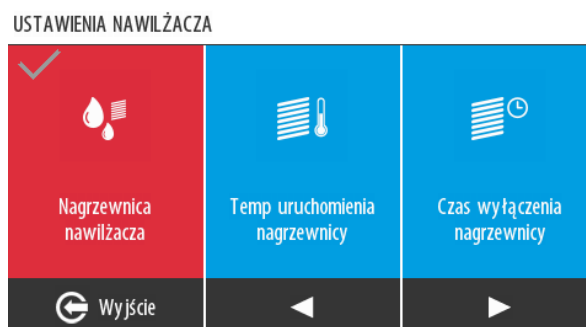 USTAWIENIA NAWILŻACZA
Nagrzewnica
nawilżacza
Temp uruchomienia
nagrzewnicy
Czas wyłączenia
nagrzewnicy
Wyjście